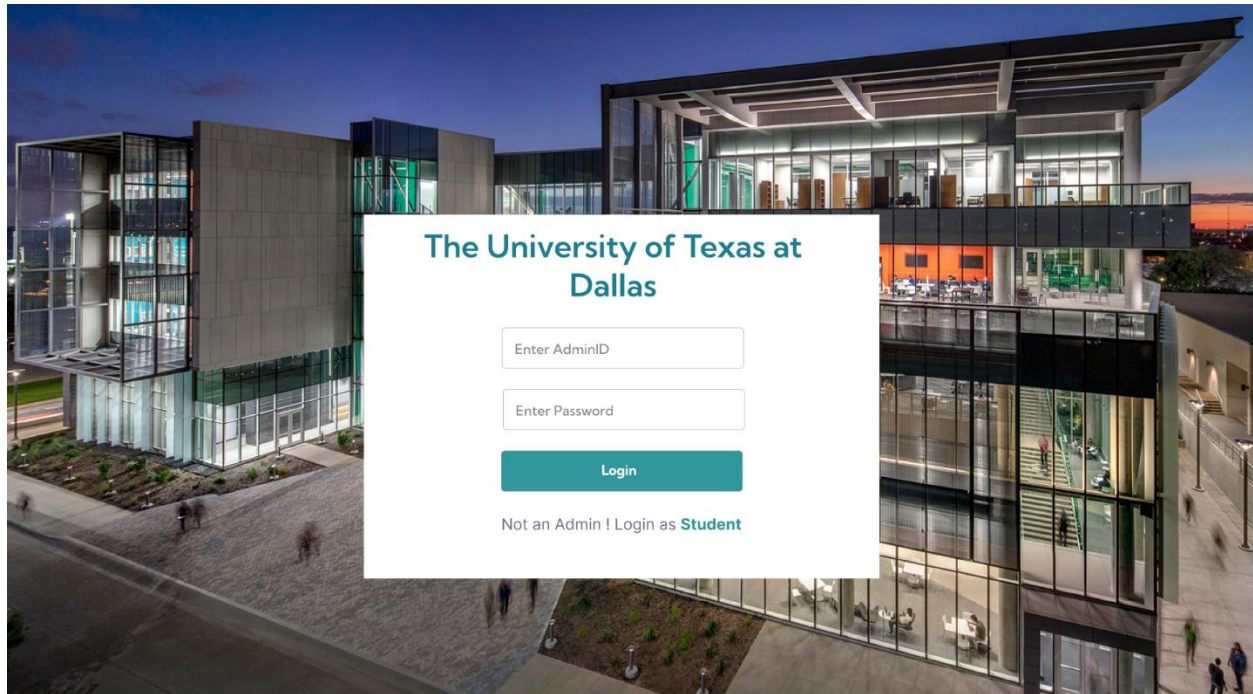 The University of Texas at
Dallas
Enter AdminID
Enter Password
Login
Not an Admin ! Login as Student